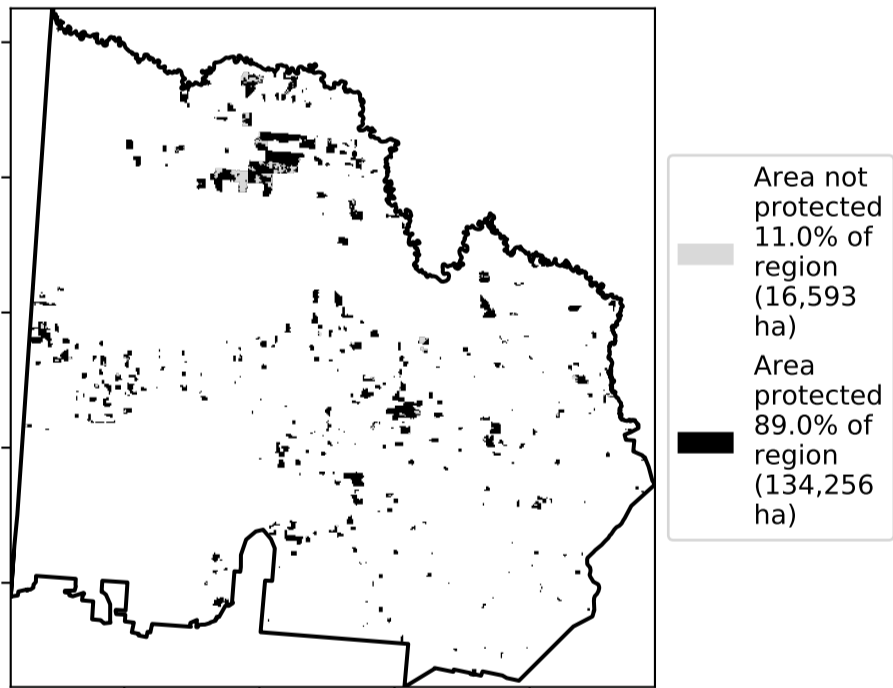 Area not
protected
11.0% of
region
(16,593
ha)
Area
protected
89.0% of
region
(134,256
ha)